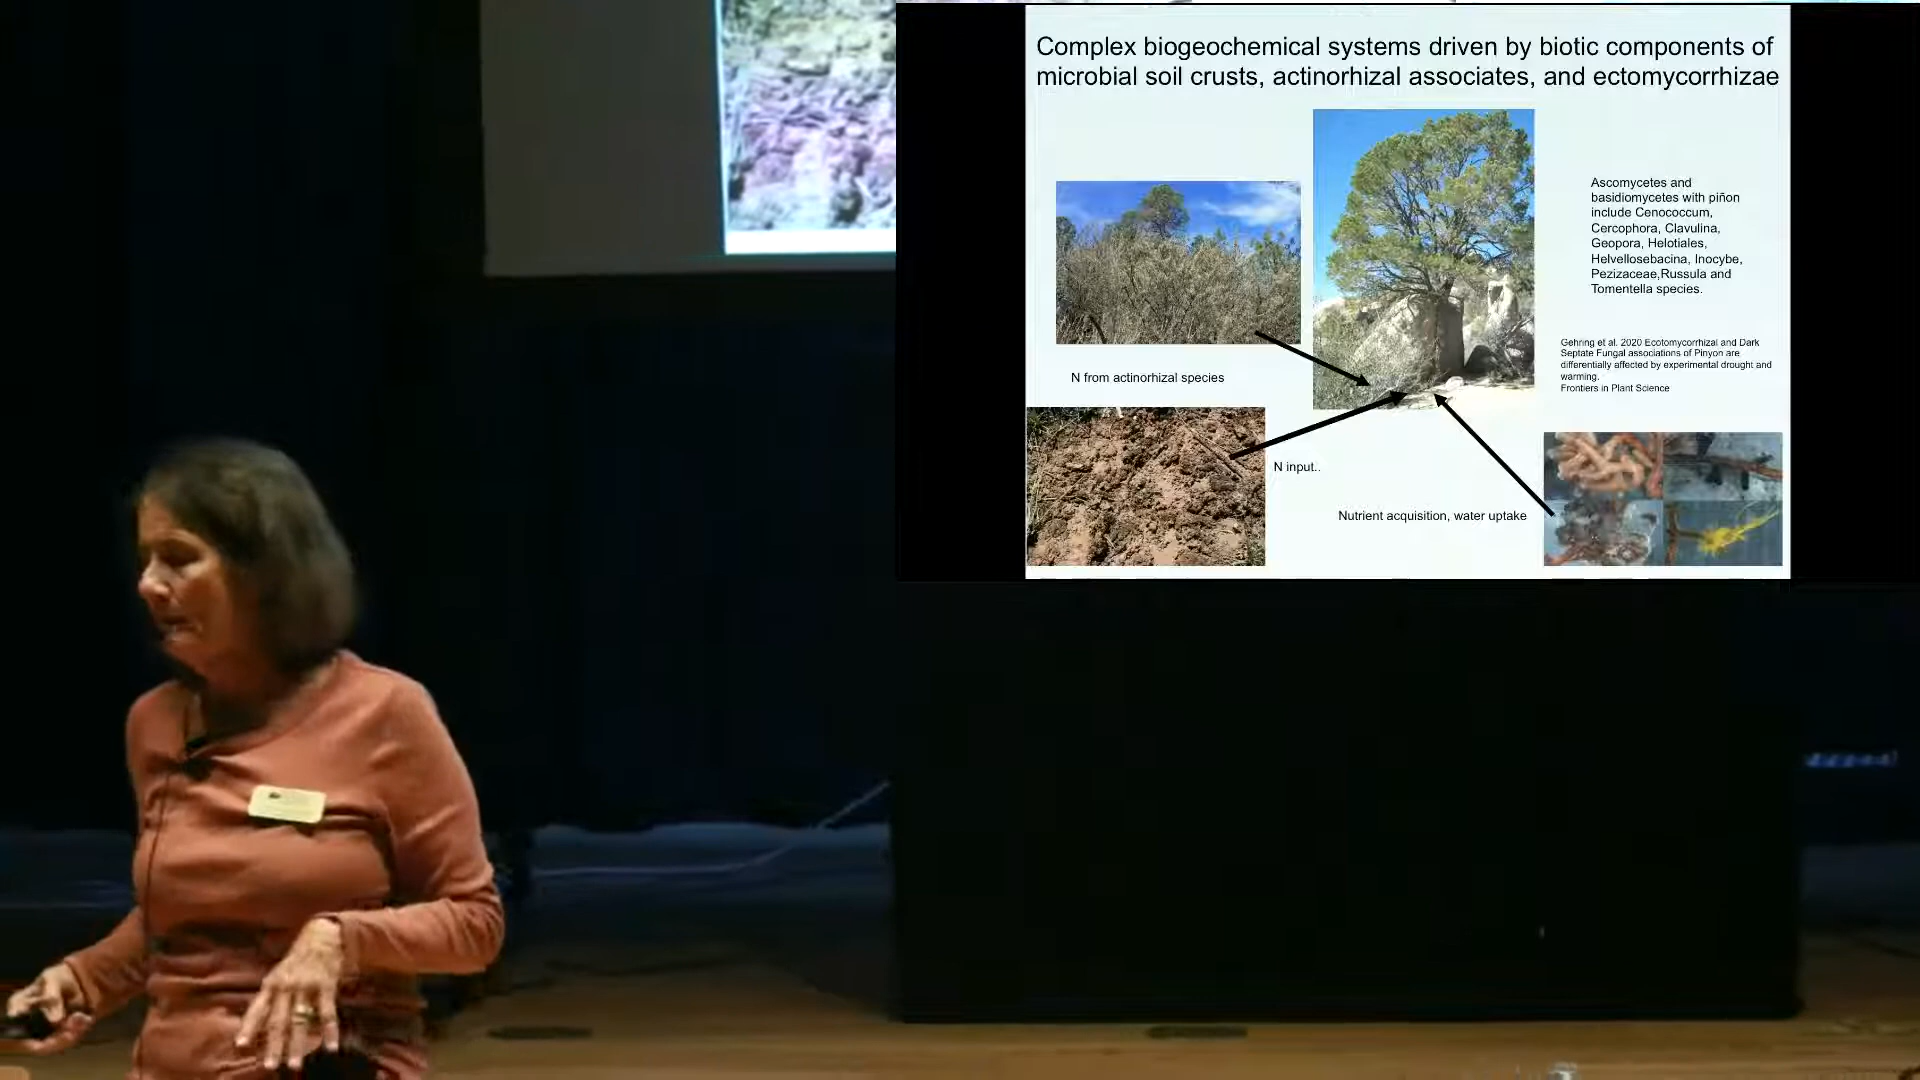 Complex biogeochemical systems driven by biotic components of
microbial soil crusts, actinorhizal associates, and ectomycorrhizae
Ascomycetes and
basidiomycetes with piñon
include Cenococcum,
Cercophora, Clavulina,
Geopora, Helotiales,
Helvellosebacina, Inocybe,
Pezizaceae,Russula and
Tomentella species.
Gehring et al. 2020 Ecotomycorrhizal and Dark
Septate Fungal associations of Pinyon are
differentially affected by experimental drought and
warming.
Frontiers in Plant Science
N from actinorhizal species
N input..
Nutrient acquisition, water uptake